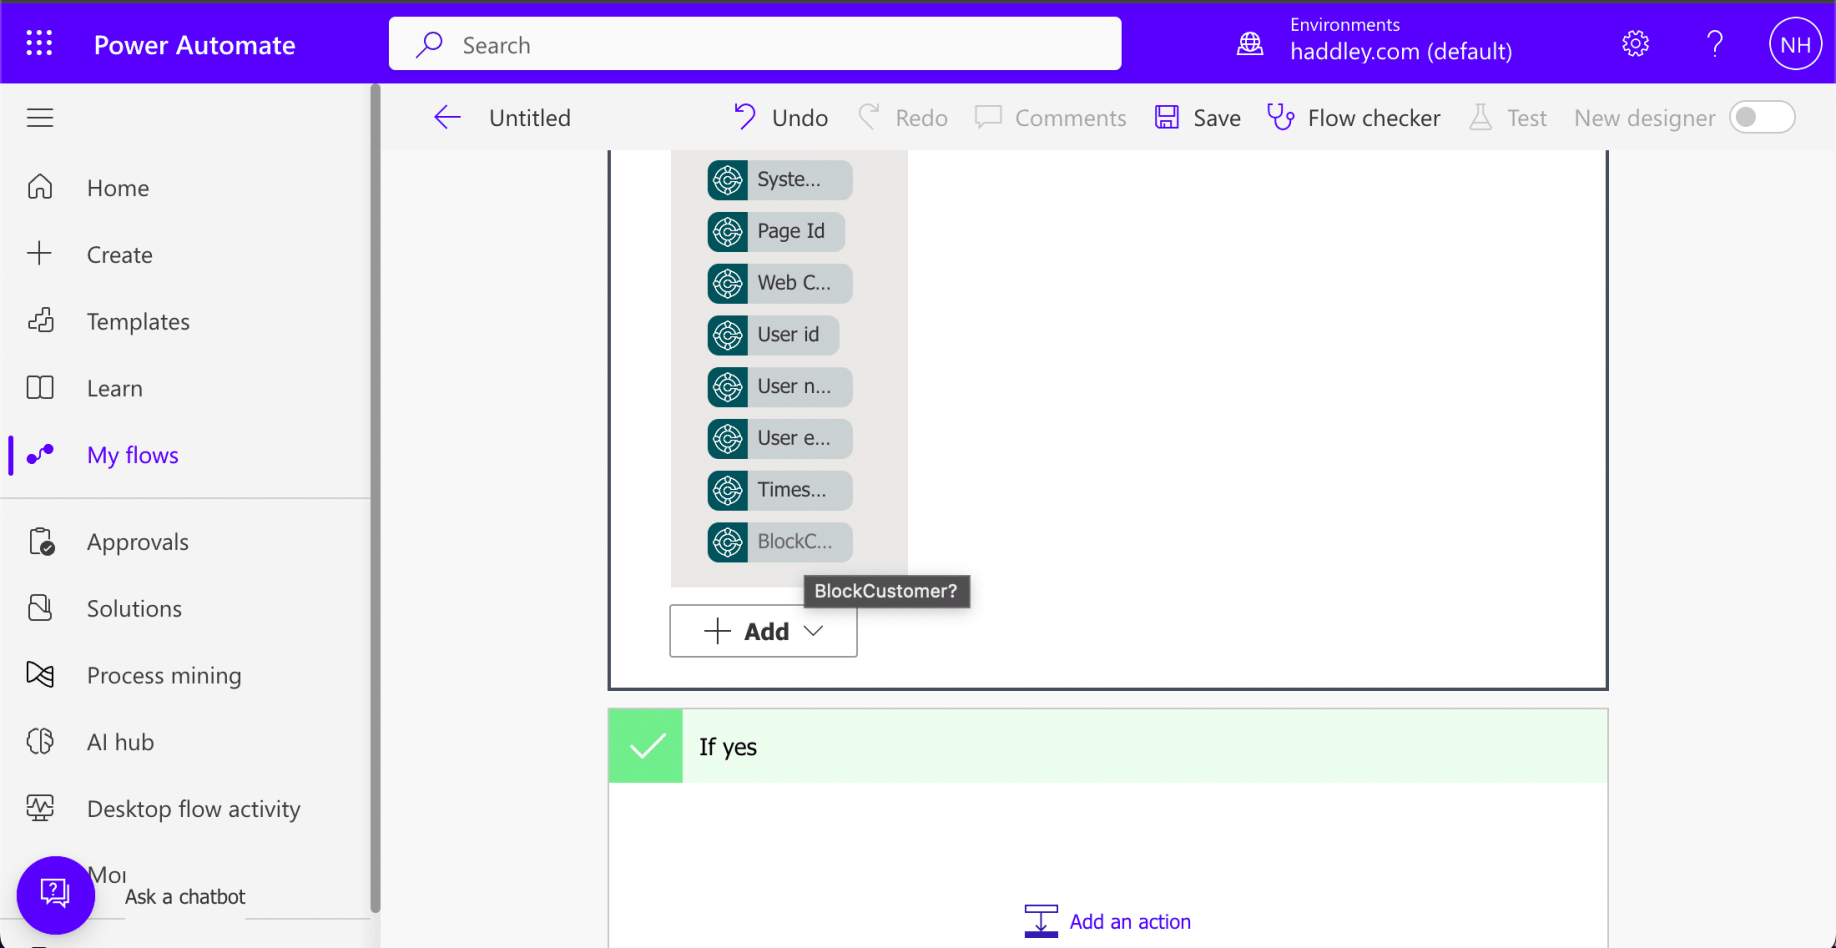 Power Automate
Search
Environments
haddley.com (default)
?
NH
Untitled
Undo
Redo
Comments
Save
Flow checker
Test
New designer
Home
Create
Templates
Learn
My flows
Approvals
Solutions
Process mining
AI hub
Desktop flow activity
Ask a chatbot
Syste...
Page Id
Web C...
User id
User n...
User e...
Times...
BlockC...
BlockCustomer?
Add
If yes
Add an action